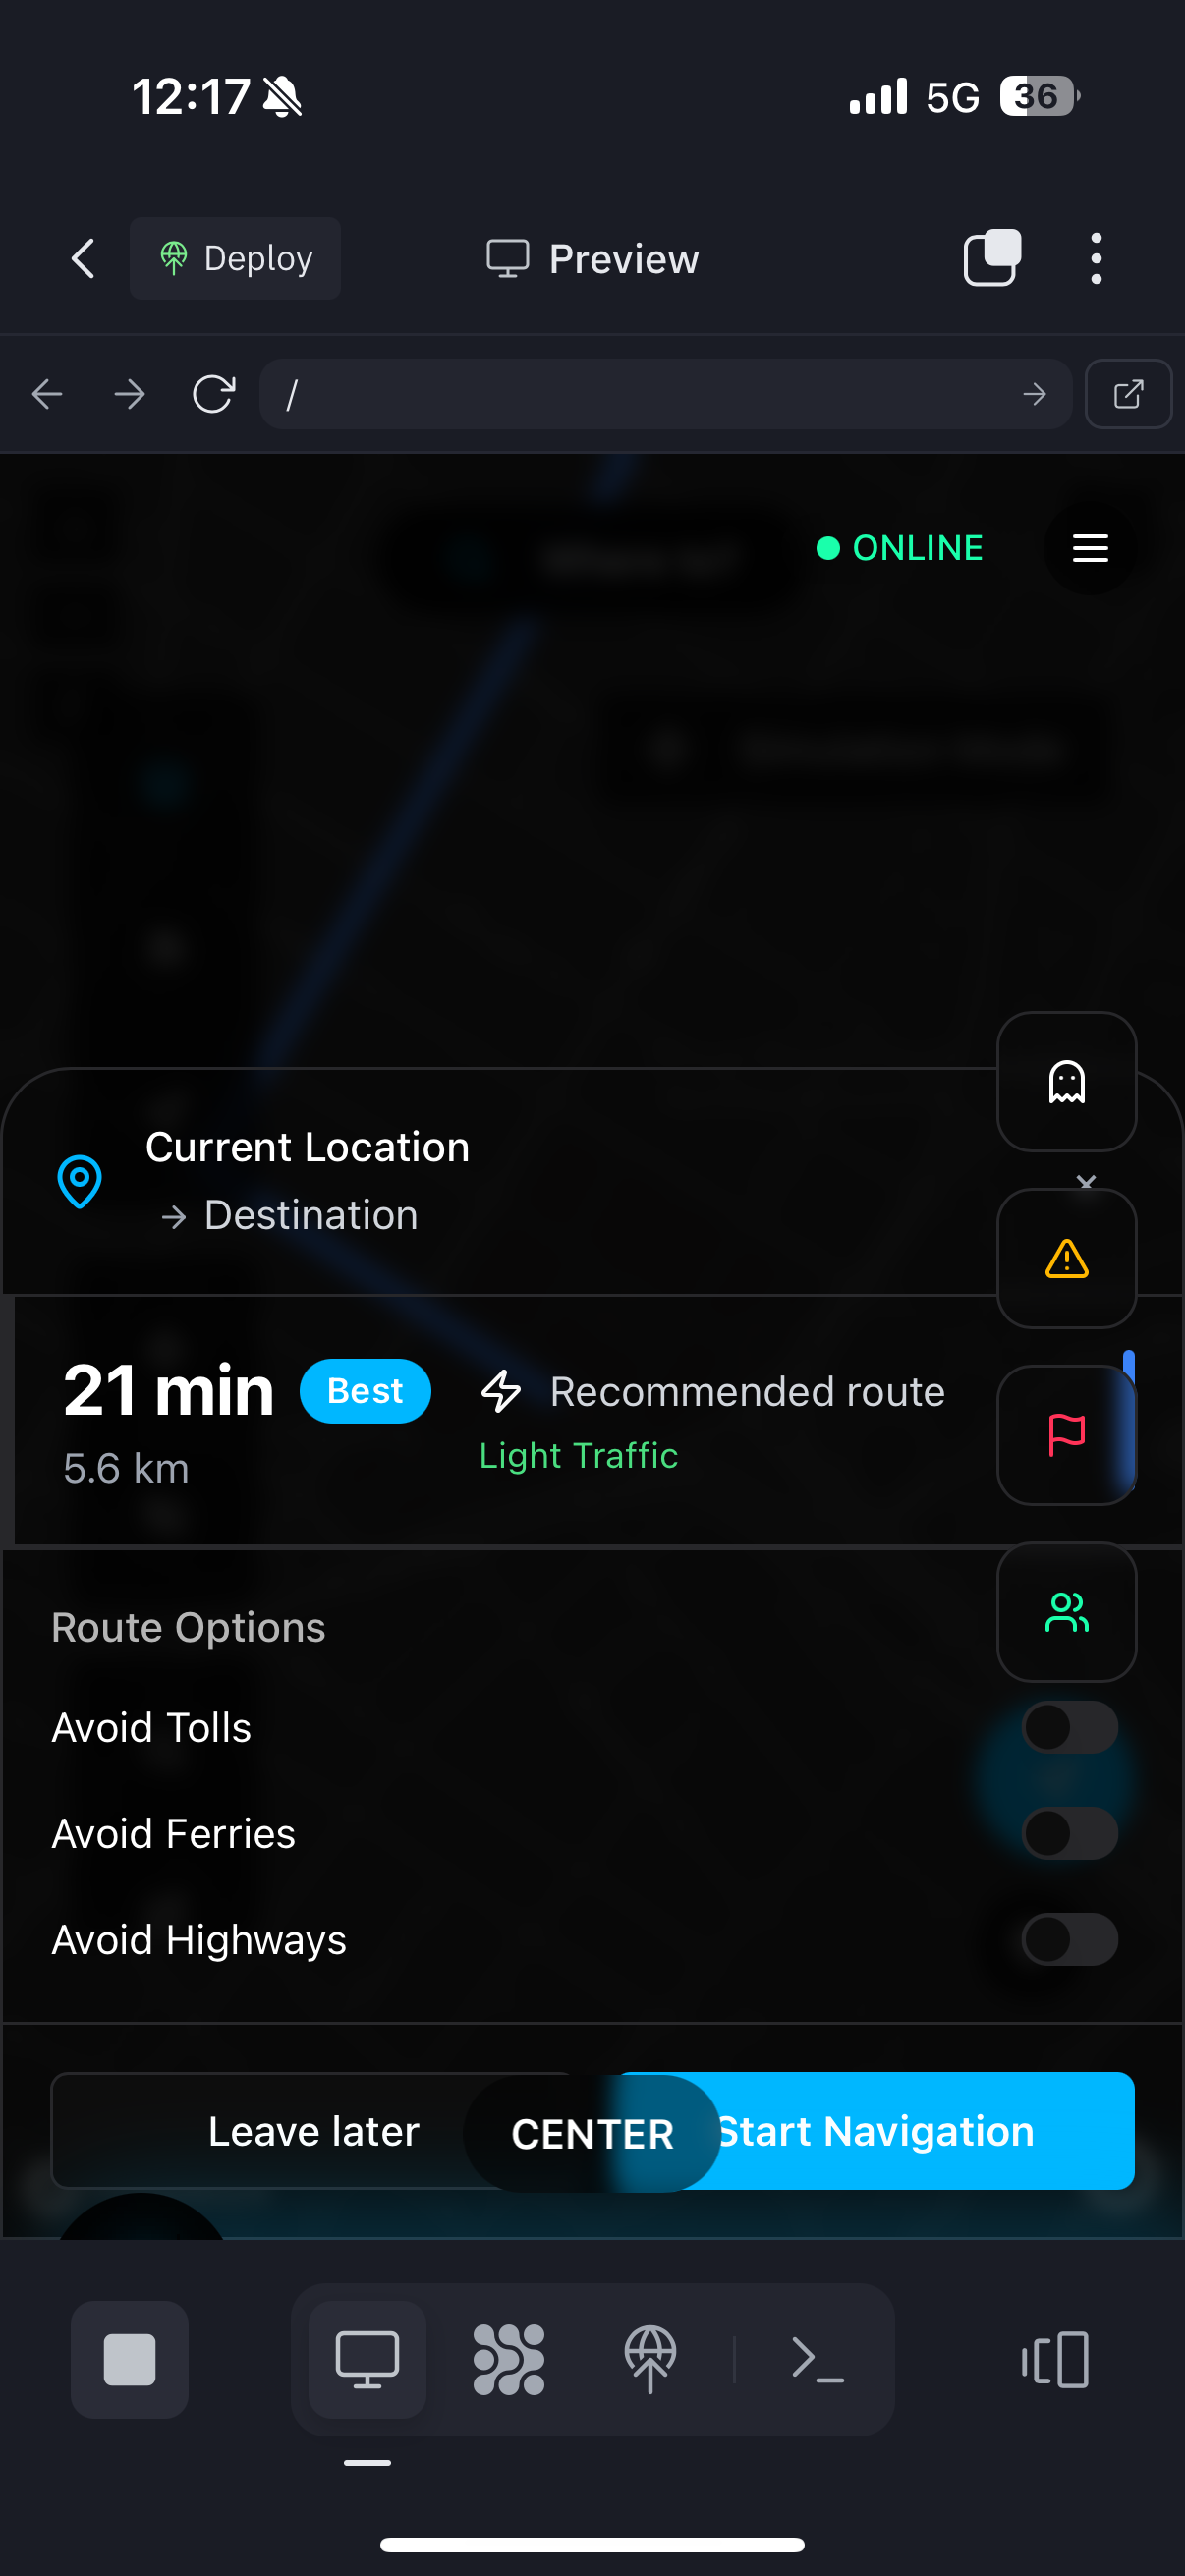 12:17
5G
36
Deploy
Preview
/
ONLINE
Current Location
→ Destination
21 min
Best
Recommended route
5.6 km
Light Traffic
Route Options
Avoid Tolls
Avoid Ferries
Avoid Highways
Leave later
CENTER
Start Navigation